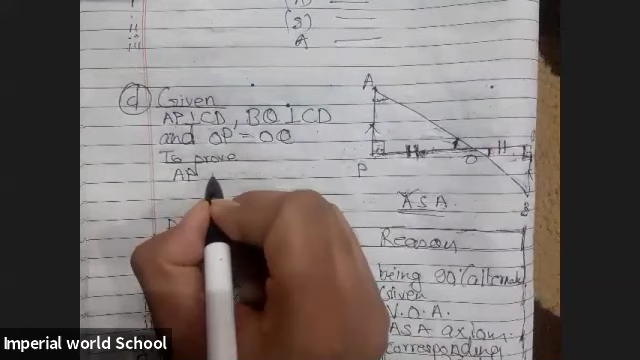 (d) Given
AP⊥CD, BQ⊥CD
and OP = OQ
To prove
AP
A
P
O
B
A S A.
Reason
being 90° (alternate
Given
V.O.A.
ASA axiom.
corresponding
Imperial world School